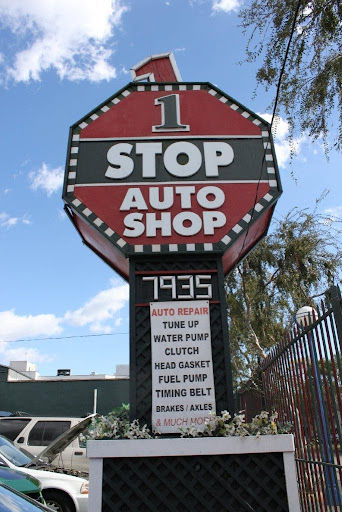 1
STOP
AUTO
SHOP
7935
AUTO REPAIR
TUNE UP
WATER PUMP
CLUTCH
HEAD GASKET
FUEL PUMP
TIMING BELT
BRAKES / AXLES
& MUCH MORE